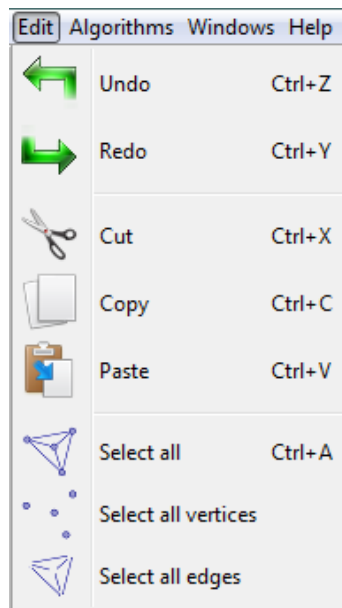 Edit Algorithms Windows Help
Undo Ctrl+Z
Redo Ctrl+Y
Cut Ctrl+X
Copy Ctrl+C
Paste Ctrl+V
Select all Ctrl+A
Select all vertices
Select all edges